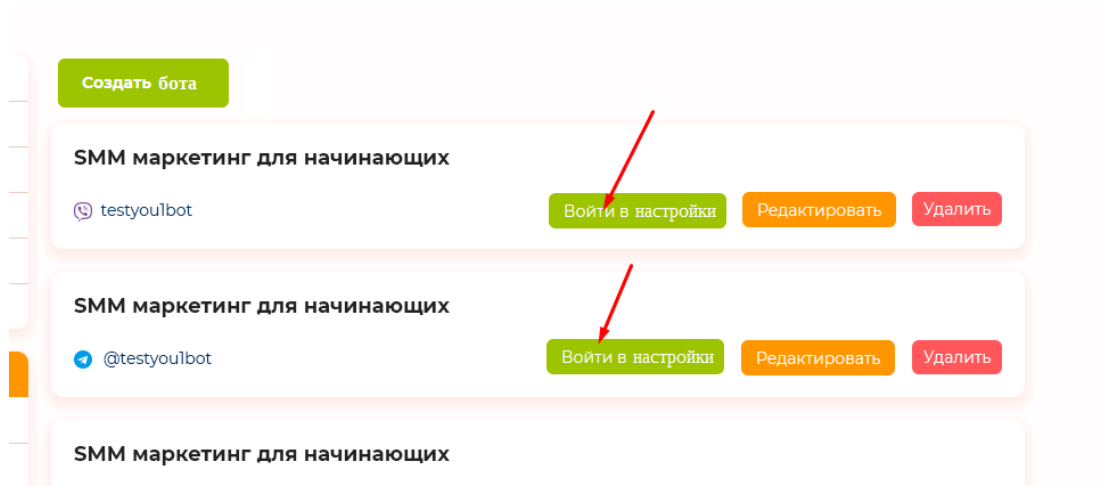 Создать бота
SMM маркетинг для начинающих
testyou1bot Войти в настройки Редактировать Удалить
SMM маркетинг для начинающих
@testyou1bot Войти в настройки Редактировать Удалить
SMM маркетинг для начинающих